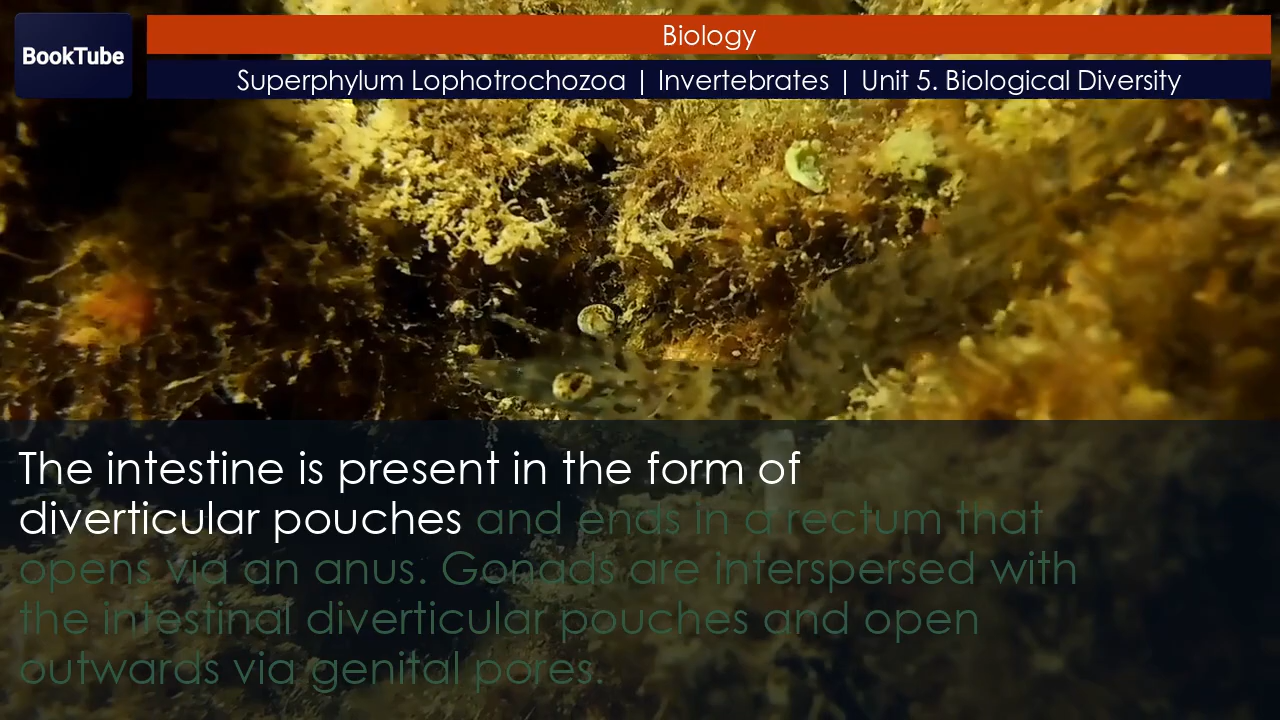 BookTube
Biology
Superphylum Lophotrochozoa | Invertebrates | Unit 5. Biological Diversity
The intestine is present in the form of
diverticular pouches and ends in a rectum that
opens via an anus. Gonads are interspersed with
the intestinal diverticular pouches and open
outwards via genital pores.